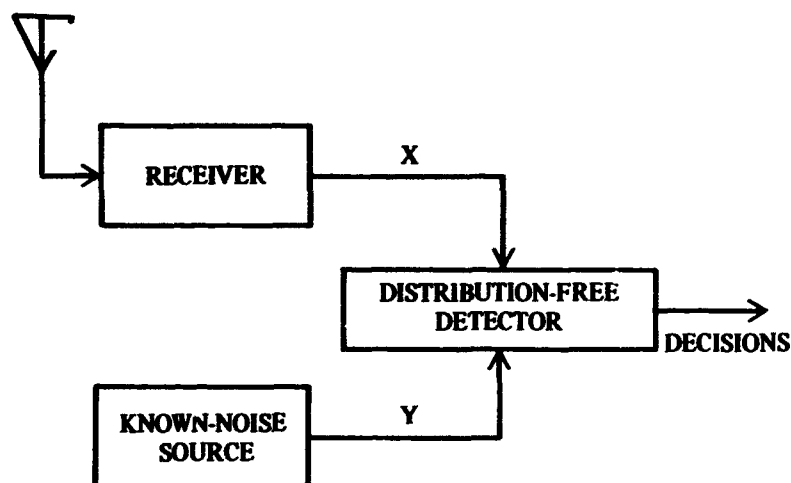 X
RECEIVER
DISTRIBUTION-FREE
DETECTOR
DECISIONS
KNOWN-NOISE
SOURCE
Y